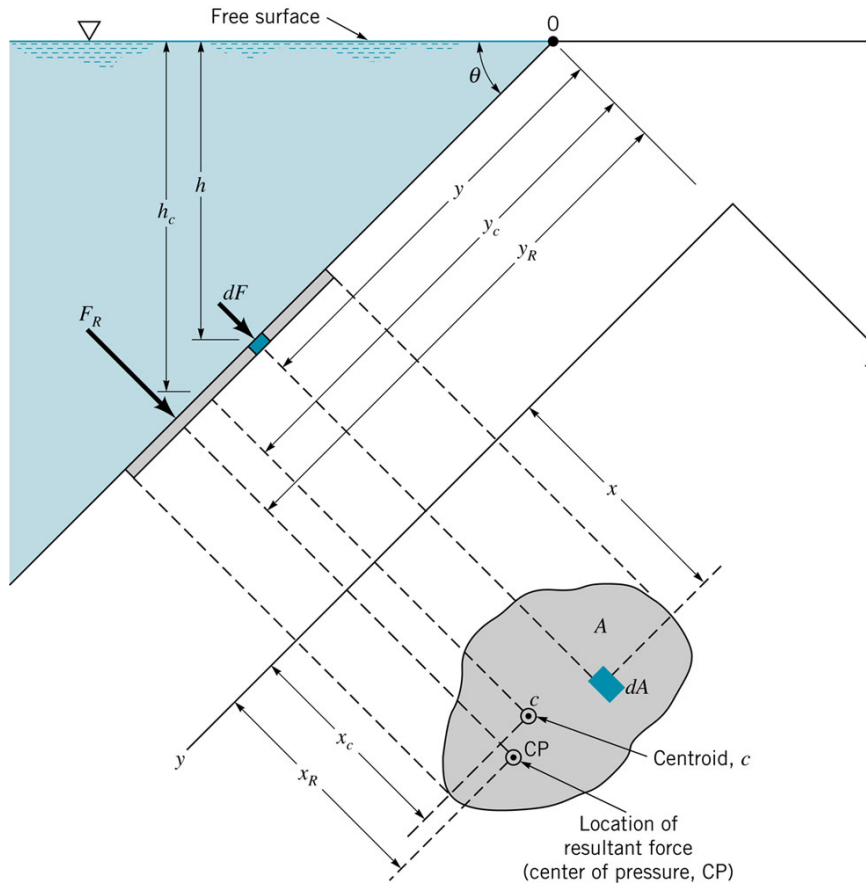 Free surface
0
θ
h
y
h_c
y_c
y_R
dF
F_R
x
A
dA
c
x_c
CP
Centroid, c
y
x_R
Location of
resultant force
(center of pressure, CP)